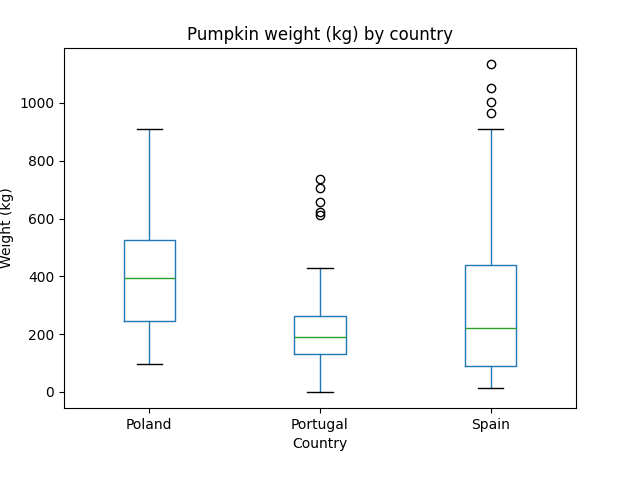 Pumpkin weight (kg) by country
1000
800
600
400
200
0
Weight (kg)
Poland Portugal Spain
Country